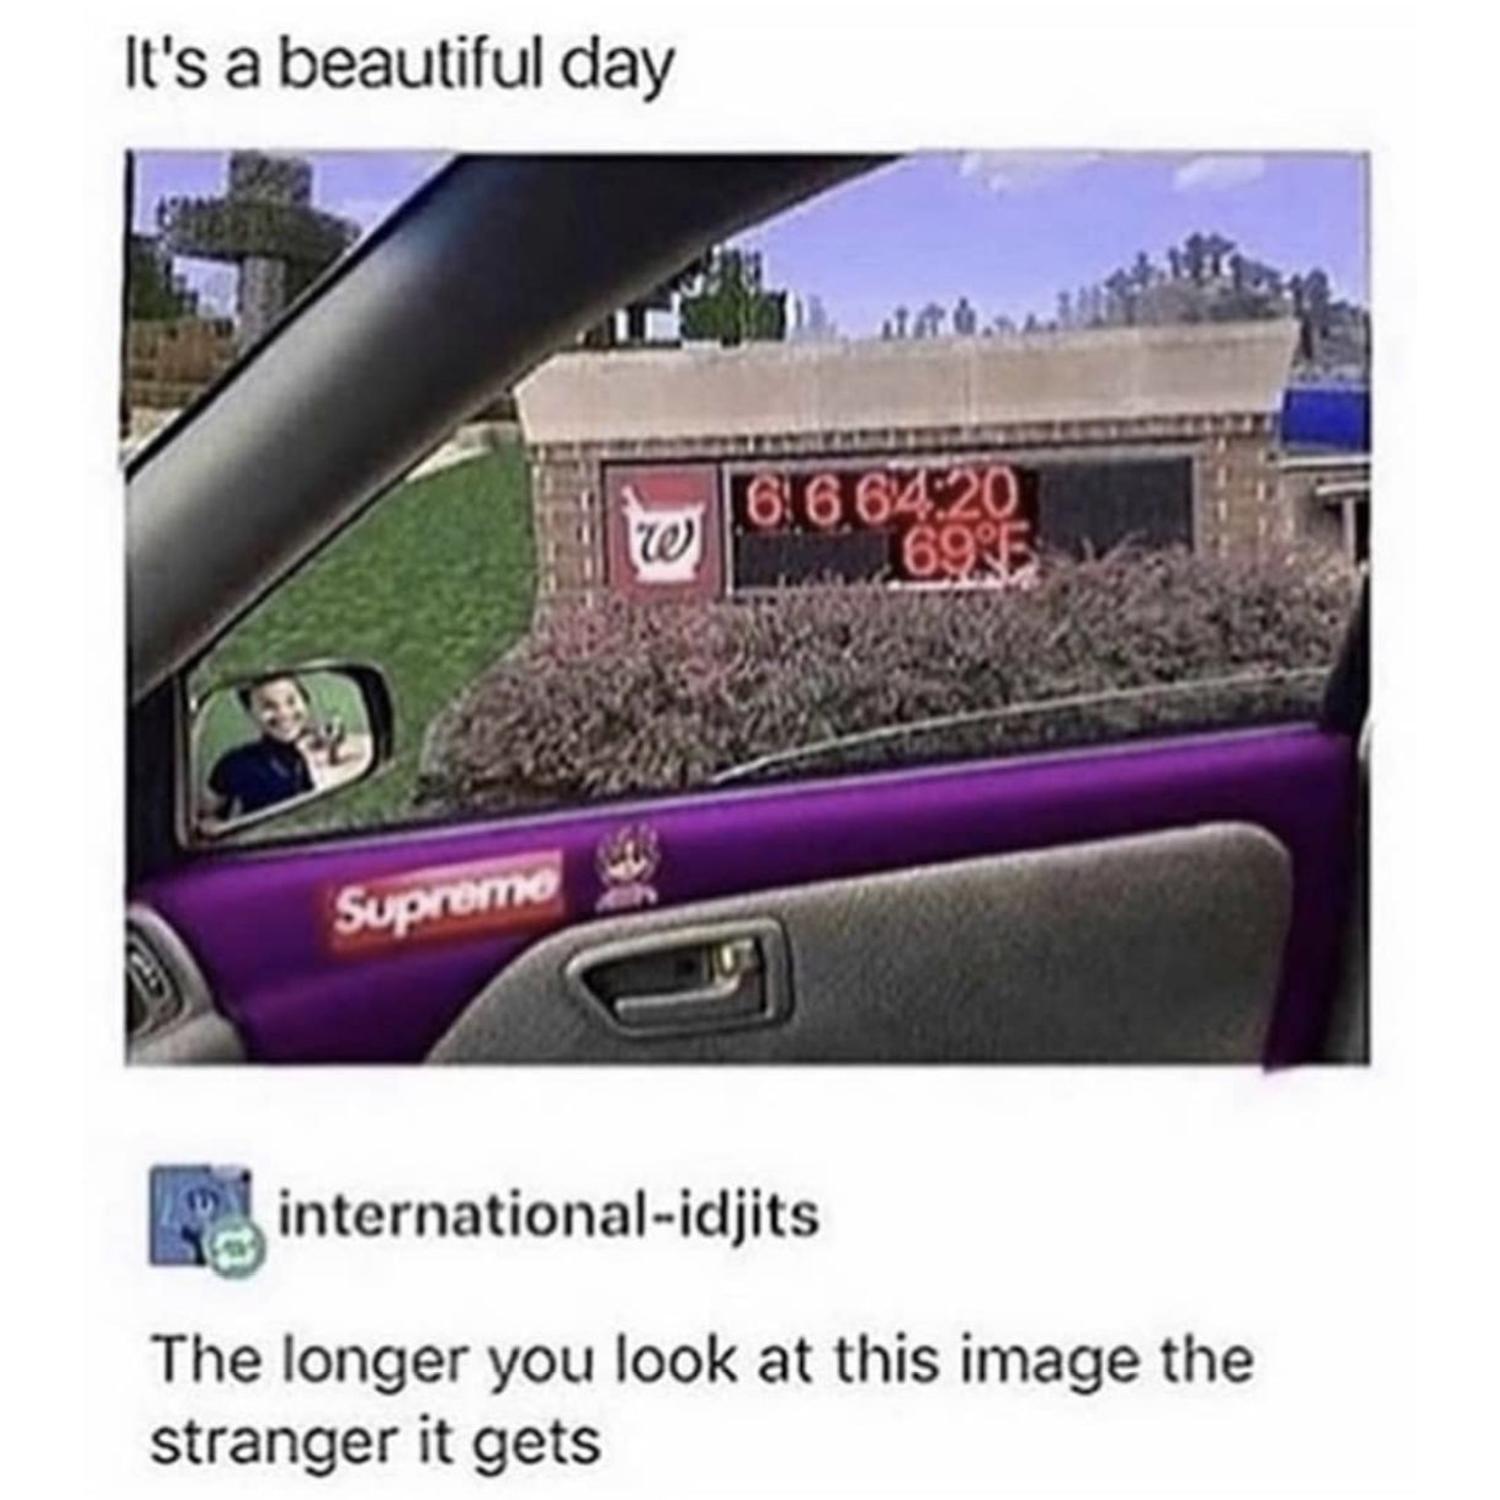 It's a beautiful day
W
6:6 64:20
69°F
Supreme
international-idjits
The longer you look at this image the
stranger it gets